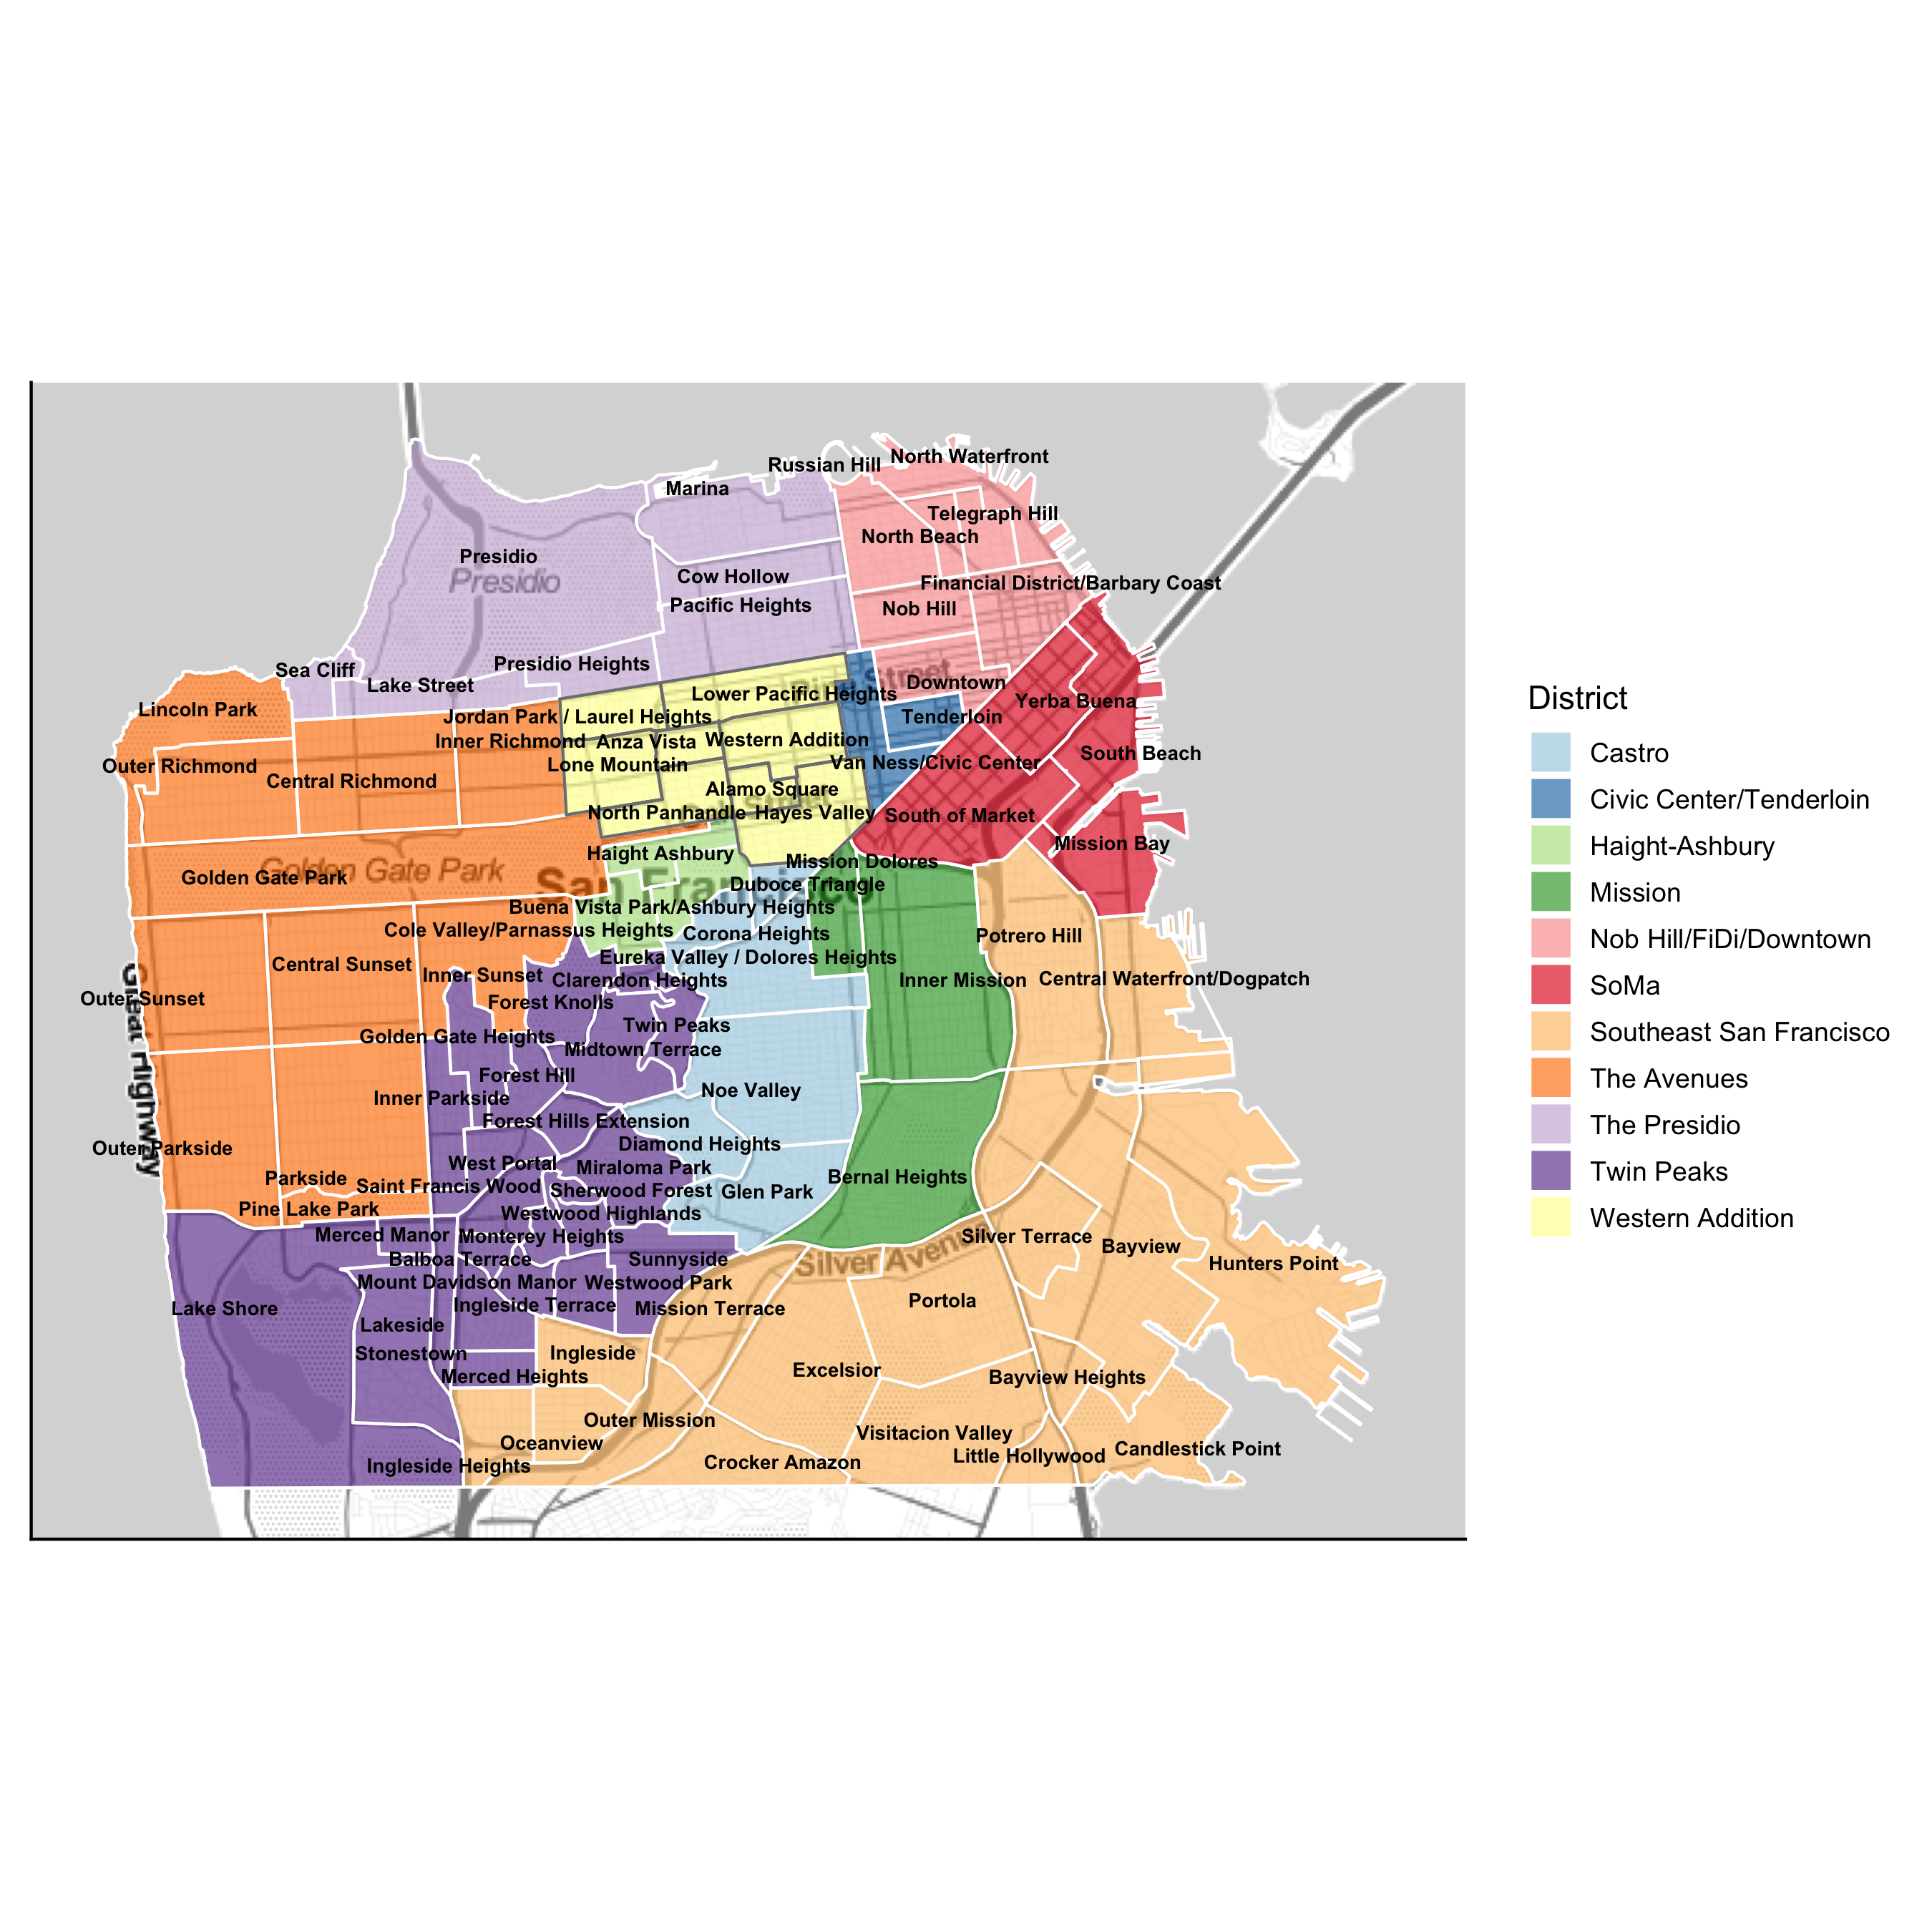 Russian Hill
North Waterfront
Marina
Telegraph Hill
North Beach
Presidio
Presidio
Cow Hollow
Financial District/Barbary Coast
Pacific Heights
Nob Hill
Presidio Heights
Sea Cliff
Lake Street
Street
Downtown
Lower Pacific Heights
Yerba Buena
Lincoln Park
Jordan Park / Laurel Heights
Tenderloin
Inner Richmond
Anza Vista
Western Addition
South Beach
Outer Richmond
Lone Mountain
Van Ness/Civic Center
Central Richmond
Alamo Square
North Panhandle
Hayes Valley
South of Market
Mission Bay
Haight Ashbury
Mission Dolores
Golden Gate Park
Golden Gate Park
San Francisco
Duboce Triangle
Buena Vista Park/Ashbury Heights
Cole Valley/Parnassus Heights
Corona Heights
Potrero Hill
Eureka Valley / Dolores Heights
Central Sunset
Inner Sunset
Clarendon Heights
Inner Mission
Central Waterfront/Dogpatch
Outer Sunset
Great Highway
Forest Knolls
Twin Peaks
Golden Gate Heights
Midtown Terrace
Forest Hill
Noe Valley
Inner Parkside
Forest Hills Extension
Outer Parkside
Diamond Heights
West Portal
Miraloma Park
Bernal Heights
Parkside
Saint Francis Wood
Sherwood Forest
Glen Park
Pine Lake Park
Westwood Highlands
Merced Manor
Monterey Heights
Silver Terrace
Bayview
Silver Avenue
Balboa Terrace
Sunnyside
Hunters Point
Mount Davidson Manor
Westwood Park
Lake Shore
Ingleside Terrace
Mission Terrace
Portola
Lakeside
Stonestown
Ingleside
Merced Heights
Excelsior
Bayview Heights
Outer Mission
Visitacion Valley
Oceanview
Little Hollywood
Candlestick Point
Ingleside Heights
Crocker Amazon
District
Castro
Civic Center/Tenderloin
Haight-Ashbury
Mission
Nob Hill/FiDi/Downtown
SoMa
Southeast San Francisco
The Avenues
The Presidio
Twin Peaks
Western Addition